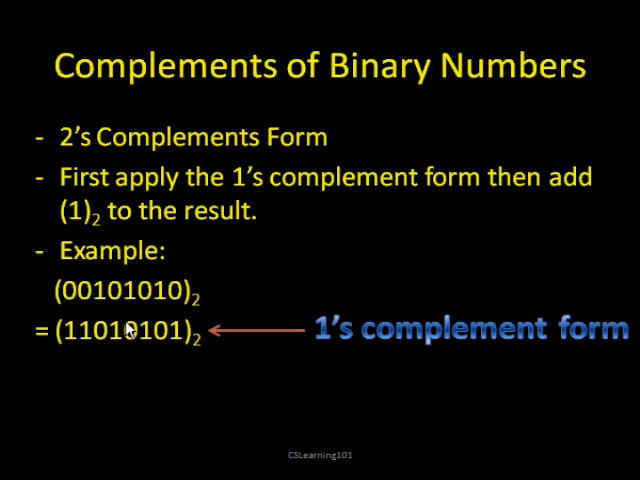 Complements of Binary Numbers
- 2's Complements Form
- First apply the 1's complement form then add
(1)₂ to the result.
- Example:
(00101010)₂
= (11010101)₂ 1's complement form
CSLearning101